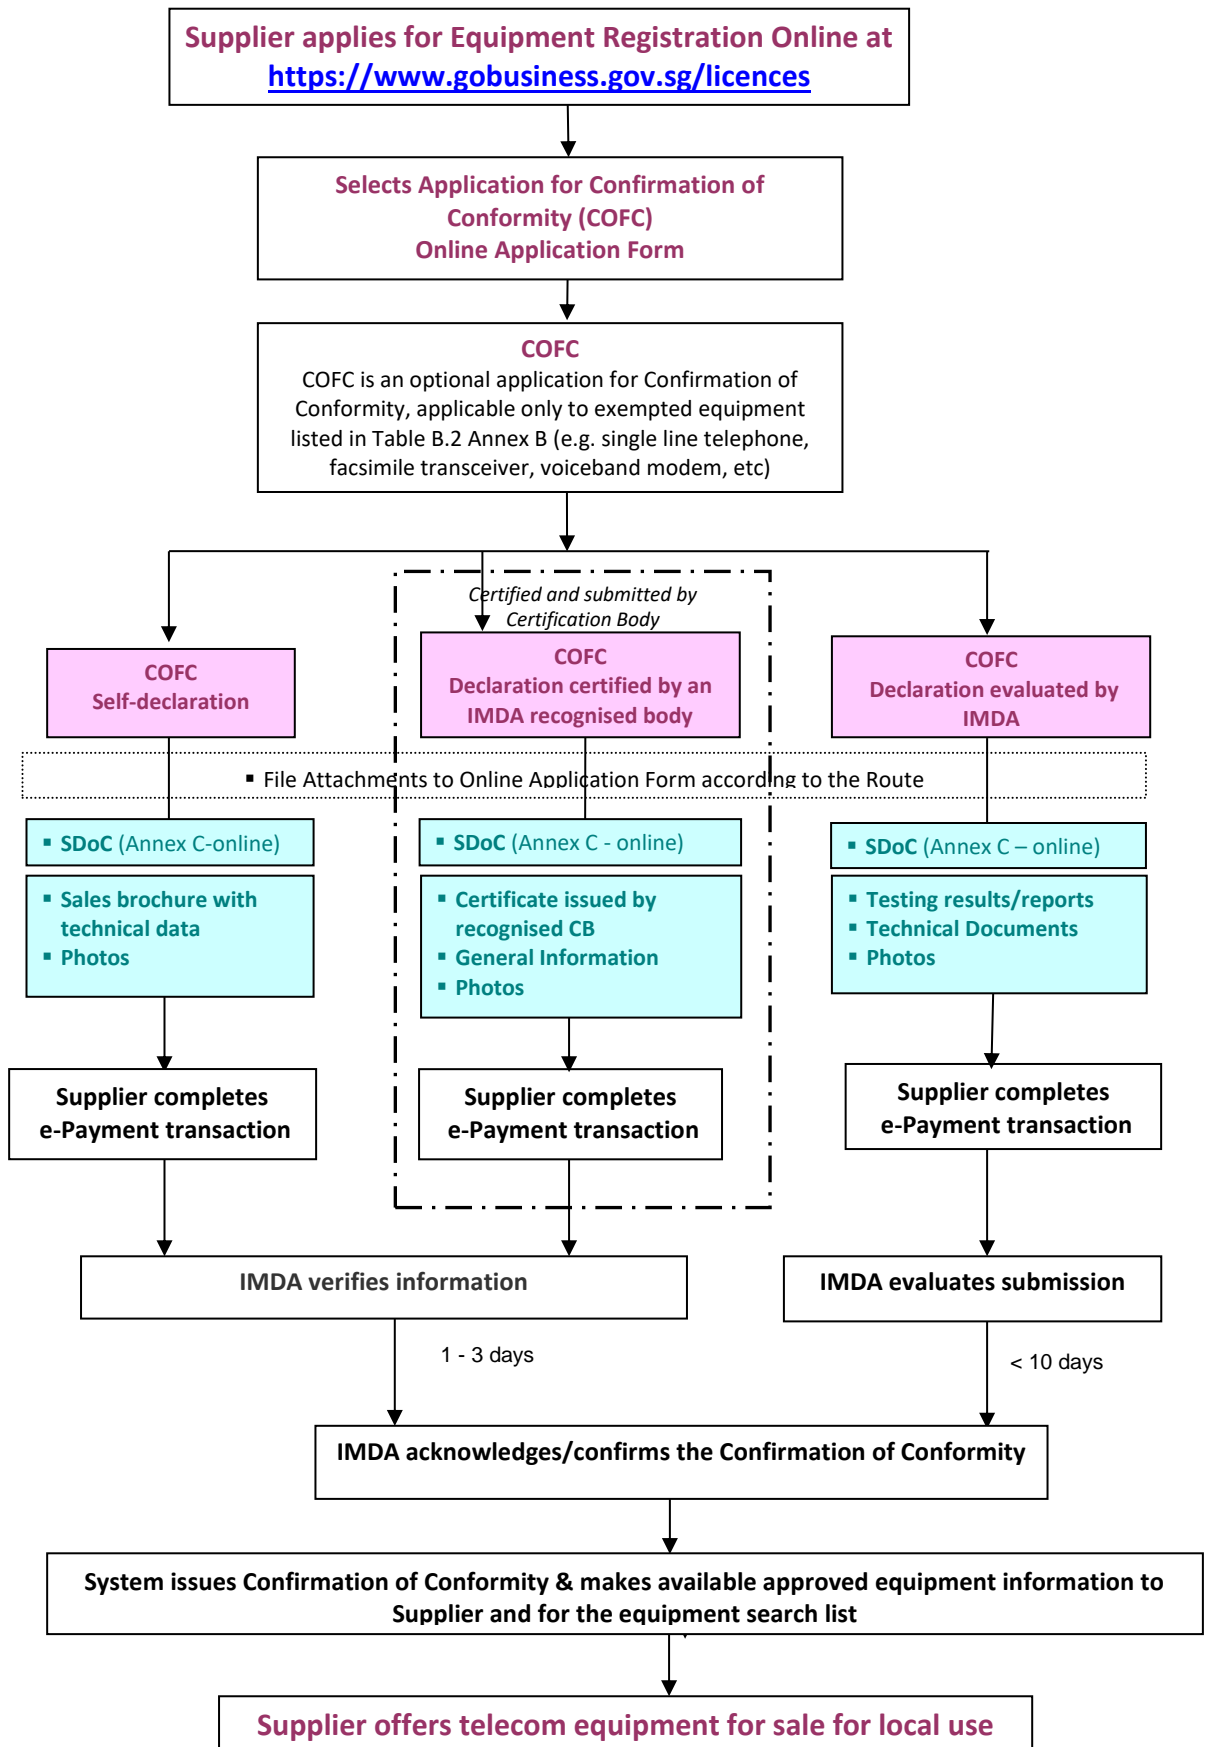 Supplier applies for Equipment Registration Online at
https://www.gobusiness.gov.sg/licences
Selects Application for Confirmation of
Conformity (COFC)
Online Application Form
COFC
COFC is an optional application for Confirmation of
Conformity, applicable only to exempted equipment
listed in Table B.2 Annex B (e.g. single line telephone,
facsimile transceiver, voiceband modem, etc)
Certified and submitted by
Certification Body
COFC
Self-declaration
COFC
Declaration certified by an
IMDA recognised body
COFC
Declaration evaluated by
IMDA
▪ File Attachments to Online Application Form according to the Route
▪ SDoC (Annex C-online)
▪ Sales brochure with
technical data
▪ Photos
▪ SDoC (Annex C - online)
▪ Certificate issued by
recognised CB
▪ General Information
▪ Photos
▪ SDoC (Annex C – online)
▪ Testing results/reports
▪ Technical Documents
▪ Photos
Supplier completes
e-Payment transaction
Supplier completes
e-Payment transaction
Supplier completes
e-Payment transaction
IMDA verifies information
IMDA evaluates submission
1 - 3 days
< 10 days
IMDA acknowledges/confirms the Confirmation of Conformity
System issues Confirmation of Conformity & makes available approved equipment information to
Supplier and for the equipment search list
Supplier offers telecom equipment for sale for local use